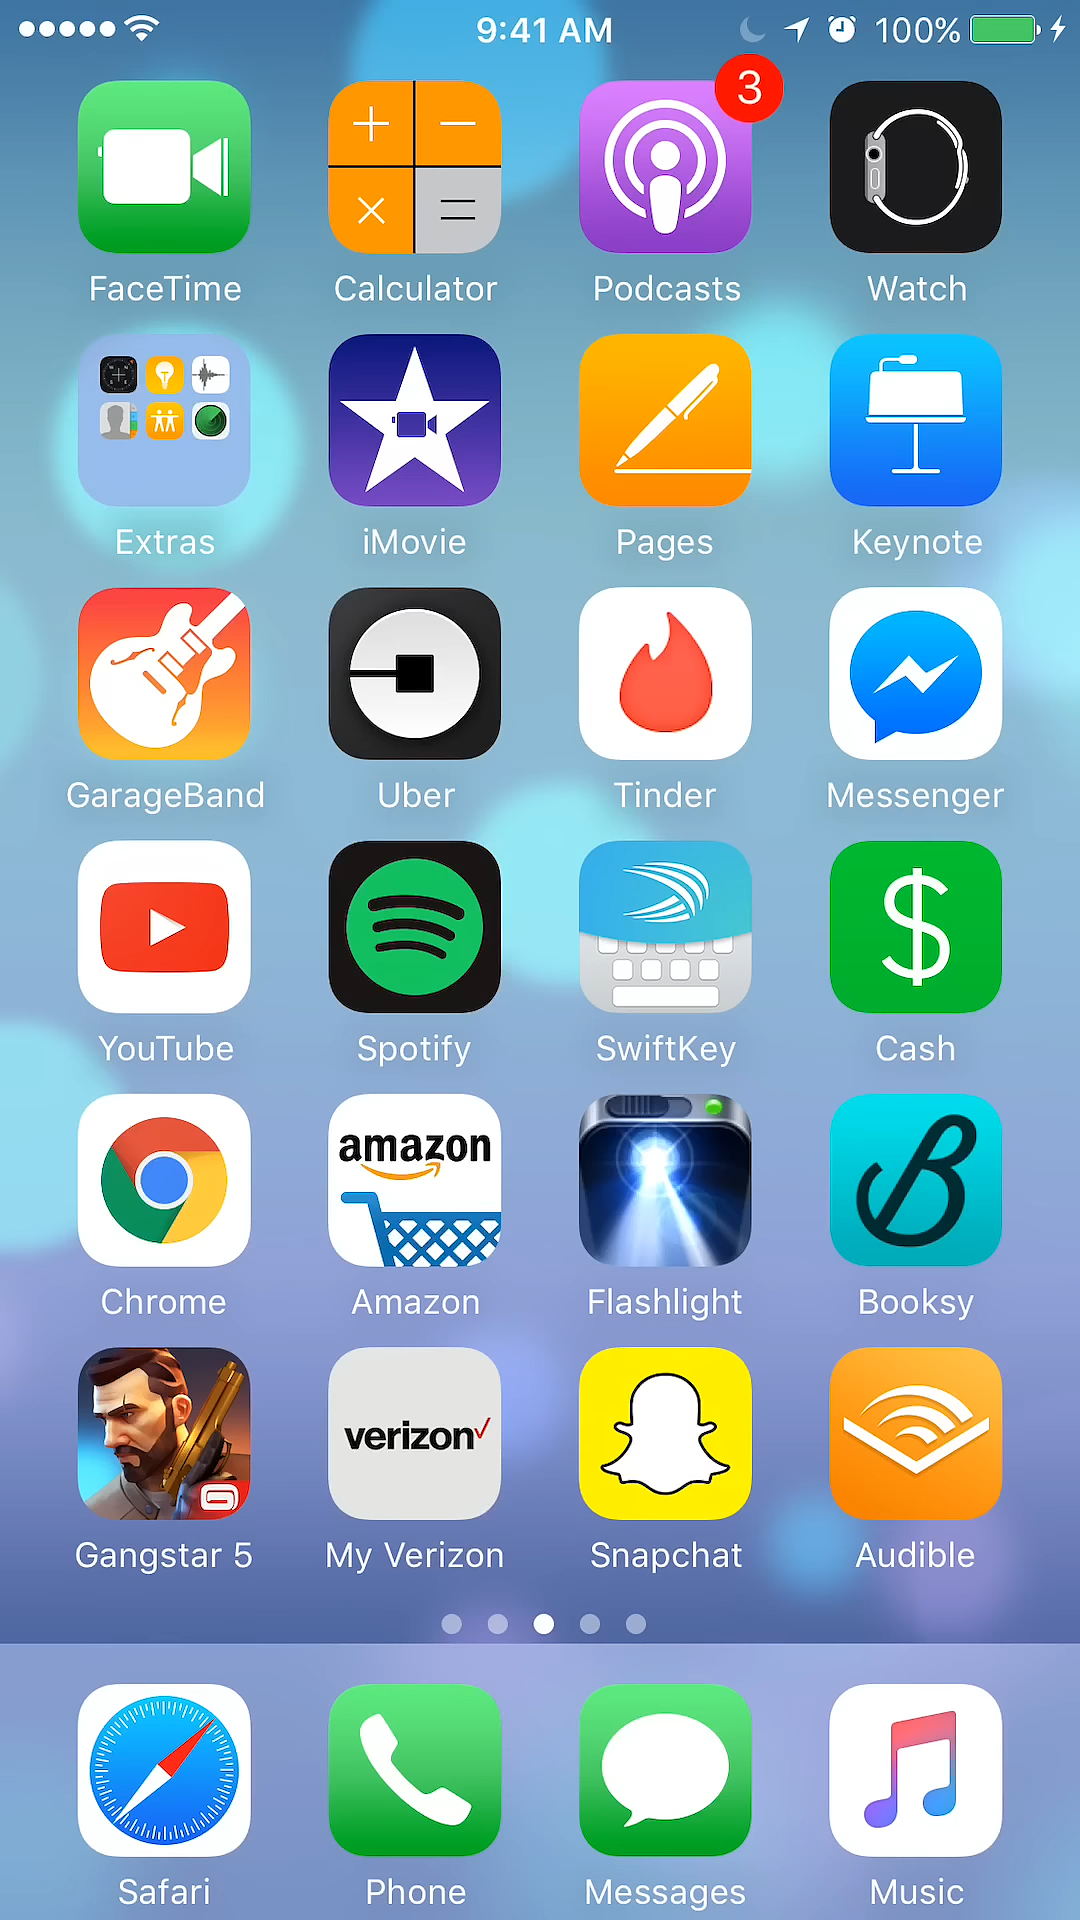 9:41 AM 100%
3
FaceTime Calculator Podcasts Watch
Extras iMovie Pages Keynote
GarageBand Uber Tinder Messenger
YouTube Spotify SwiftKey Cash
amazon
Chrome Amazon Flashlight Booksy
verizon
Gangstar 5 My Verizon Snapchat Audible
Safari Phone Messages Music